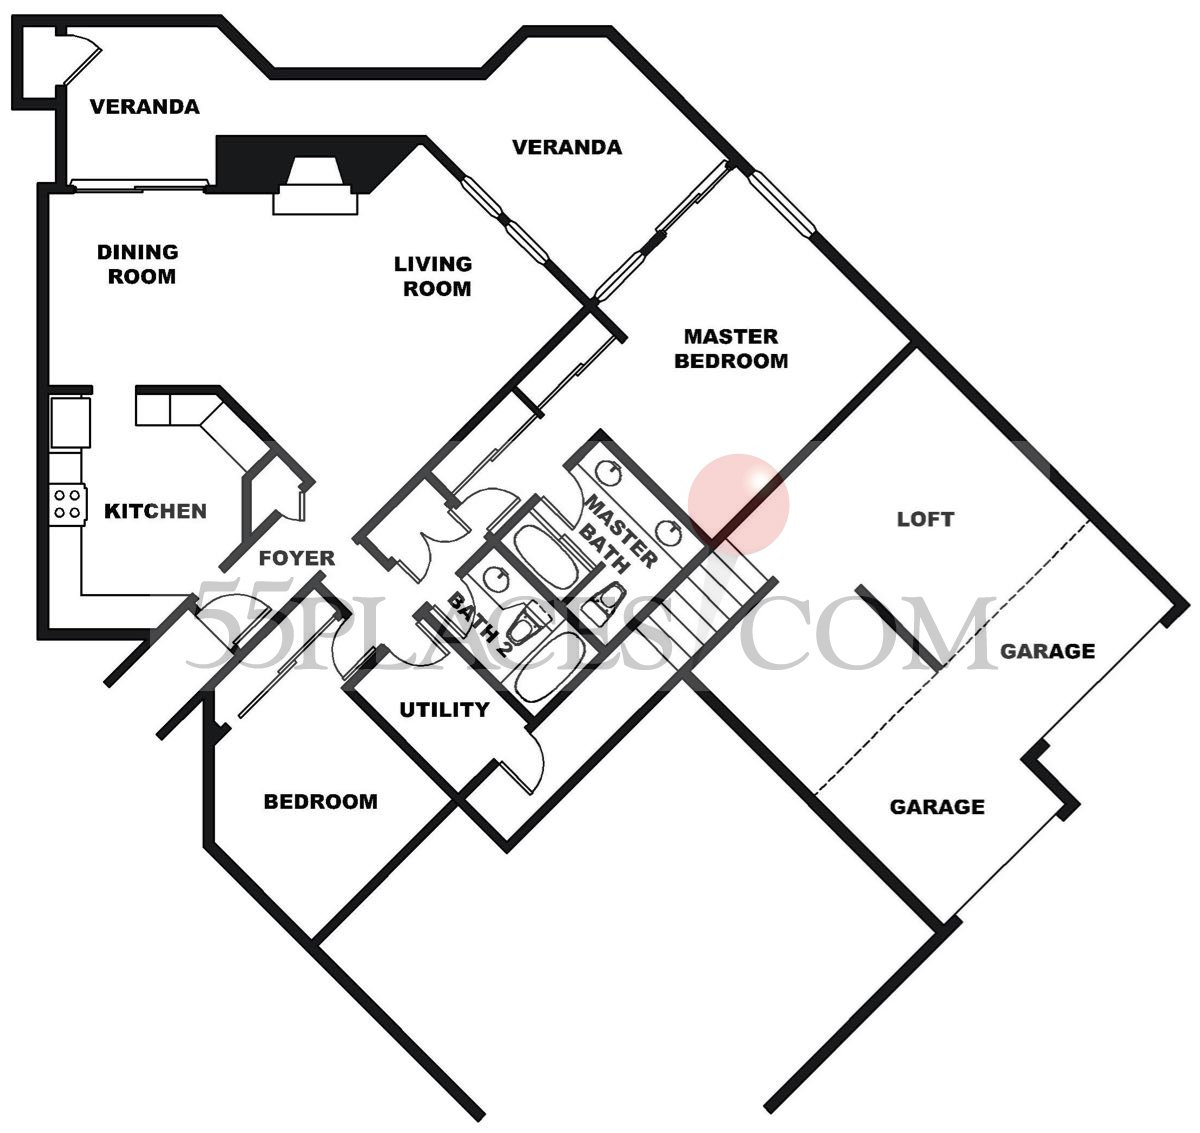 VERANDA
VERANDA
DINING
ROOM
LIVING
ROOM
MASTER
BEDROOM
KITCHEN
MASTER
BATH
LOFT
FOYER
BATH 2
55PLACES.COM
GARAGE
UTILITY
BEDROOM
GARAGE